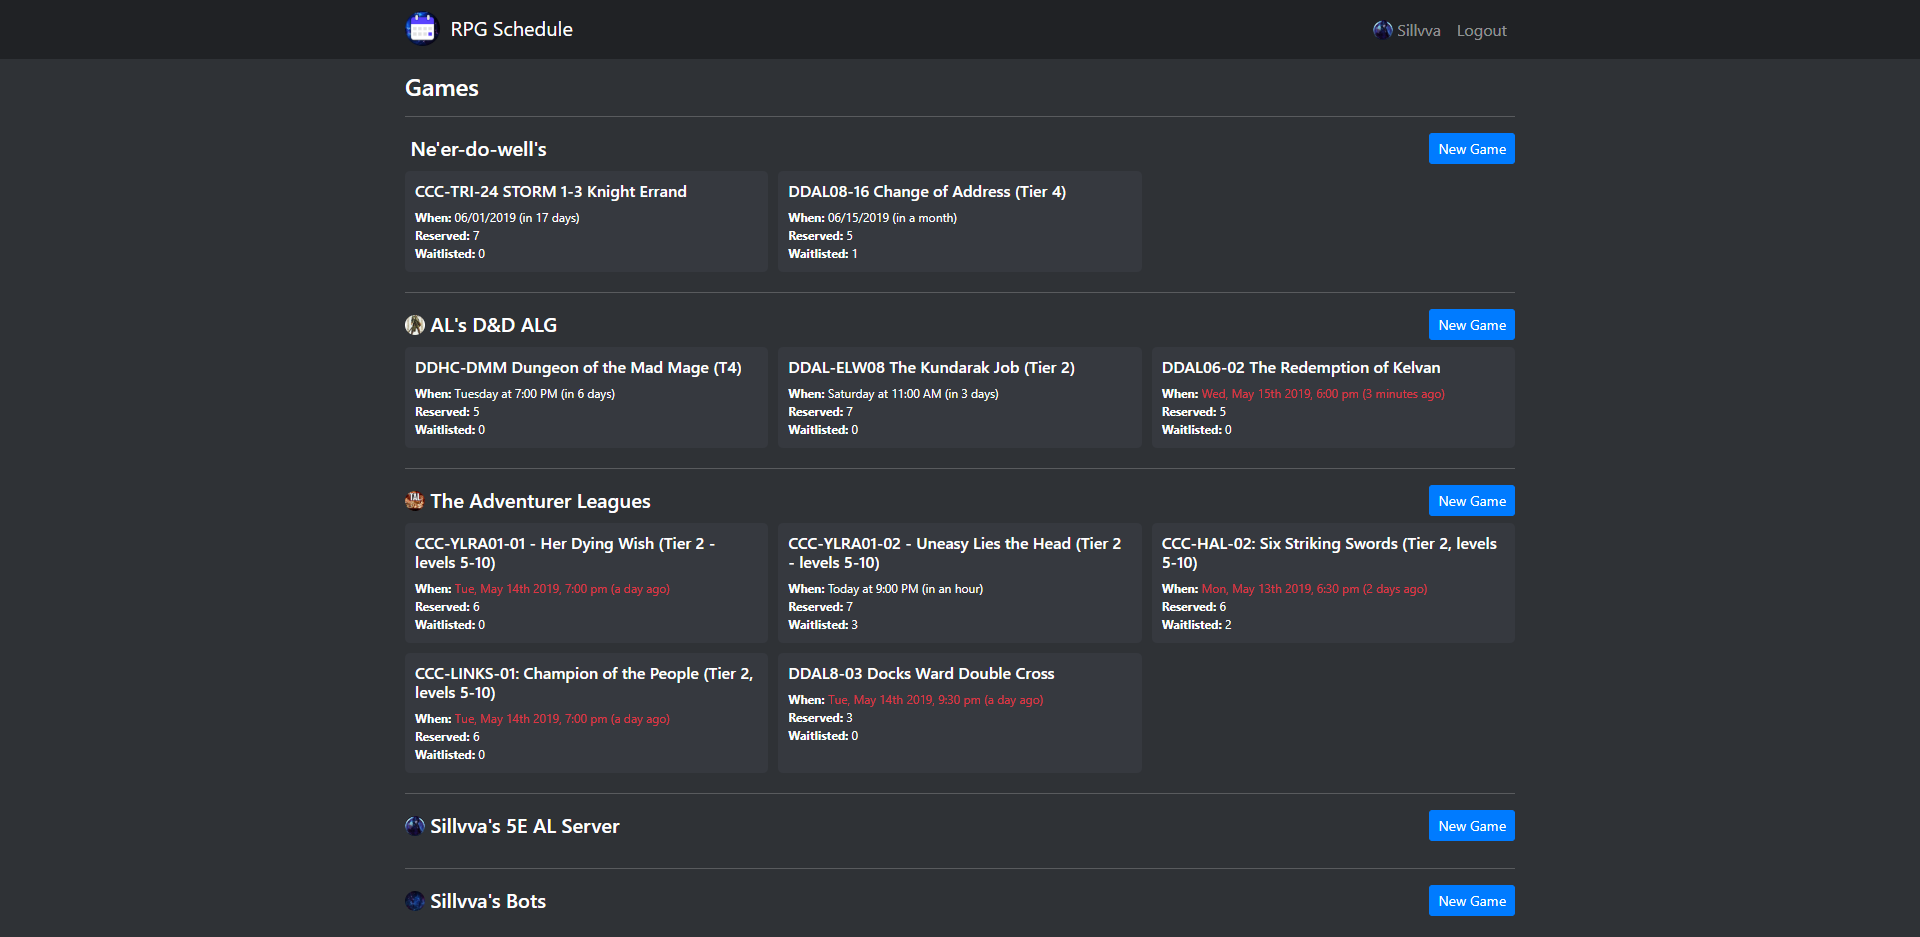 RPG Schedule
Sillvva Logout
Games
Ne'er-do-well's
New Game
CCC-TRI-24 STORM 1-3 Knight Errand
When: 06/01/2019 (in 17 days)
Reserved: 7
Waitlisted: 0
DDAL08-16 Change of Address (Tier 4)
When: 06/15/2019 (in a month)
Reserved: 5
Waitlisted: 1
AL's D&D ALG
New Game
DDHC-DMM Dungeon of the Mad Mage (T4)
When: Tuesday at 7:00 PM (in 6 days)
Reserved: 5
Waitlisted: 0
DDAL-ELW08 The Kundarak Job (Tier 2)
When: Saturday at 11:00 AM (in 3 days)
Reserved: 7
Waitlisted: 0
DDAL06-02 The Redemption of Kelvan
When: Wed, May 15th 2019, 6:00 pm (3 minutes ago)
Reserved: 5
Waitlisted: 0
The Adventurer Leagues
New Game
CCC-YLRA01-01 - Her Dying Wish (Tier 2 -
levels 5-10)
When: Tue, May 14th 2019, 7:00 pm (a day ago)
Reserved: 6
Waitlisted: 0
CCC-YLRA01-02 - Uneasy Lies the Head (Tier 2
- levels 5-10)
When: Today at 9:00 PM (in an hour)
Reserved: 7
Waitlisted: 3
CCC-HAL-02: Six Striking Swords (Tier 2, levels
5-10)
When: Mon, May 13th 2019, 6:30 pm (2 days ago)
Reserved: 6
Waitlisted: 2
CCC-LINKS-01: Champion of the People (Tier 2,
levels 5-10)
When: Tue, May 14th 2019, 7:00 pm (a day ago)
Reserved: 6
Waitlisted: 0
DDAL8-03 Docks Ward Double Cross
When: Tue, May 14th 2019, 9:30 pm (a day ago)
Reserved: 3
Waitlisted: 0
Sillvva's 5E AL Server
New Game
Sillvva's Bots
New Game